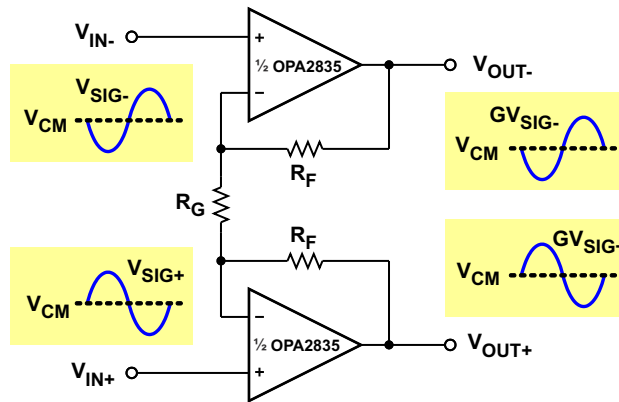 VIN-
+
½ OPA2835
−
VOUT-
VSIG-
VCM
GVSIG-
VCM
RF
RG
RF
VSIG+
VCM
GVSIG-
VCM
−
½ OPA2835
+
VIN+
VOUT+